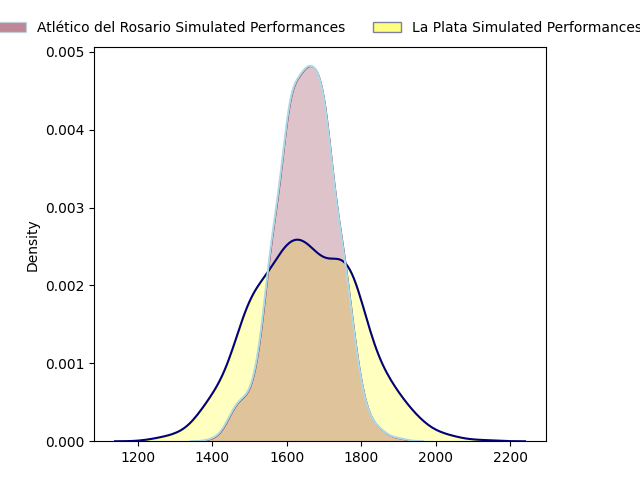 Atlético del Rosario Simulated Performances
La Plata Simulated Performances
0.005
0.004
0.003
0.002
0.001
0.000
Density
1200 1400 1600 1800 2000 2200